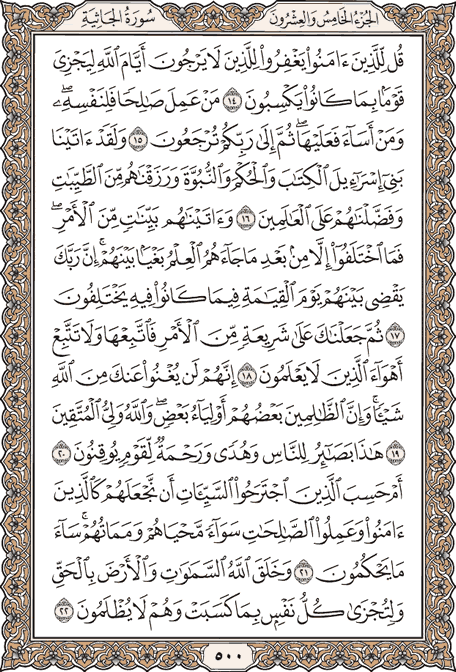 الجُزْءُ الخَامِسُ وَالعِشْرُونَ
سُورَةُ الجَاثِيَةِ
قُل لِّلَّذِينَ ءَامَنُوا۟ يَغْفِرُوا۟ لِلَّذِينَ لَا يَرْجُونَ أَيَّامَ ٱللَّهِ لِيَجْزِىَ
قَوْمًۢا بِمَا كَانُوا۟ يَكْسِبُونَ ١٤ مَنْ عَمِلَ صَٰلِحًا فَلِنَفْسِهِۦ ۖ
وَمَنْ أَسَآءَ فَعَلَيْهَا ۖ ثُمَّ إِلَىٰ رَبِّكُمْ تُرْجَعُونَ ١٥ وَلَقَدْ ءَاتَيْنَا
بَنِىٓ إِسْرَٰٓءِيلَ ٱلْكِتَٰبَ وَٱلْحُكْمَ وَٱلنُّبُوَّةَ وَرَزَقْنَٰهُم مِّنَ ٱلطَّيِّبَٰتِ
وَفَضَّلْنَٰهُمْ عَلَى ٱلْعَٰلَمِينَ ١٦ وَءَاتَيْنَٰهُم بَيِّنَٰتٍ مِّنَ ٱلْأَمْرِ ۖ
فَمَا ٱخْتَلَفُوٓا۟ إِلَّا مِنۢ بَعْدِ مَا جَآءَهُمُ ٱلْعِلْمُ بَغْيًۢا بَيْنَهُمْ ۚ إِنَّ رَبَّكَ
يَقْضِى بَيْنَهُمْ يَوْمَ ٱلْقِيَٰمَةِ فِيمَا كَانُوا۟ فِيهِ يَخْتَلِفُونَ
١٧ ثُمَّ جَعَلْنَٰكَ عَلَىٰ شَرِيعَةٍ مِّنَ ٱلْأَمْرِ فَٱتَّبِعْهَا وَلَا تَتَّبِعْ
أَهْوَآءَ ٱلَّذِينَ لَا يَعْلَمُونَ ١٨ إِنَّهُمْ لَن يُغْنُوا۟ عَنكَ مِنَ ٱللَّهِ
شَيْـًٔا ۚ وَإِنَّ ٱلظَّٰلِمِينَ بَعْضُهُمْ أَوْلِيَآءُ بَعْضٍ ۖ وَٱللَّهُ وَلِىُّ ٱلْمُتَّقِينَ
١٩ هَٰذَا بَصَٰٓئِرُ لِلنَّاسِ وَهُدًى وَرَحْمَةٌ لِّقَوْمٍ يُوقِنُونَ ٢٠
أَمْ حَسِبَ ٱلَّذِينَ ٱجْتَرَحُوا۟ ٱلسَّيِّـَٔاتِ أَن نَّجْعَلَهُمْ كَٱلَّذِينَ
ءَامَنُوا۟ وَعَمِلُوا۟ ٱلصَّٰلِحَٰتِ سَوَآءً مَّحْيَاهُمْ وَمَمَاتُهُمْ ۚ سَآءَ
مَا يَحْكُمُونَ ٢١ وَخَلَقَ ٱللَّهُ ٱلسَّمَٰوَٰتِ وَٱلْأَرْضَ بِٱلْحَقِّ
وَلِتُجْزَىٰ كُلُّ نَفْسٍۭ بِمَا كَسَبَتْ وَهُمْ لَا يُظْلَمُونَ ٢٢
٥٠٠